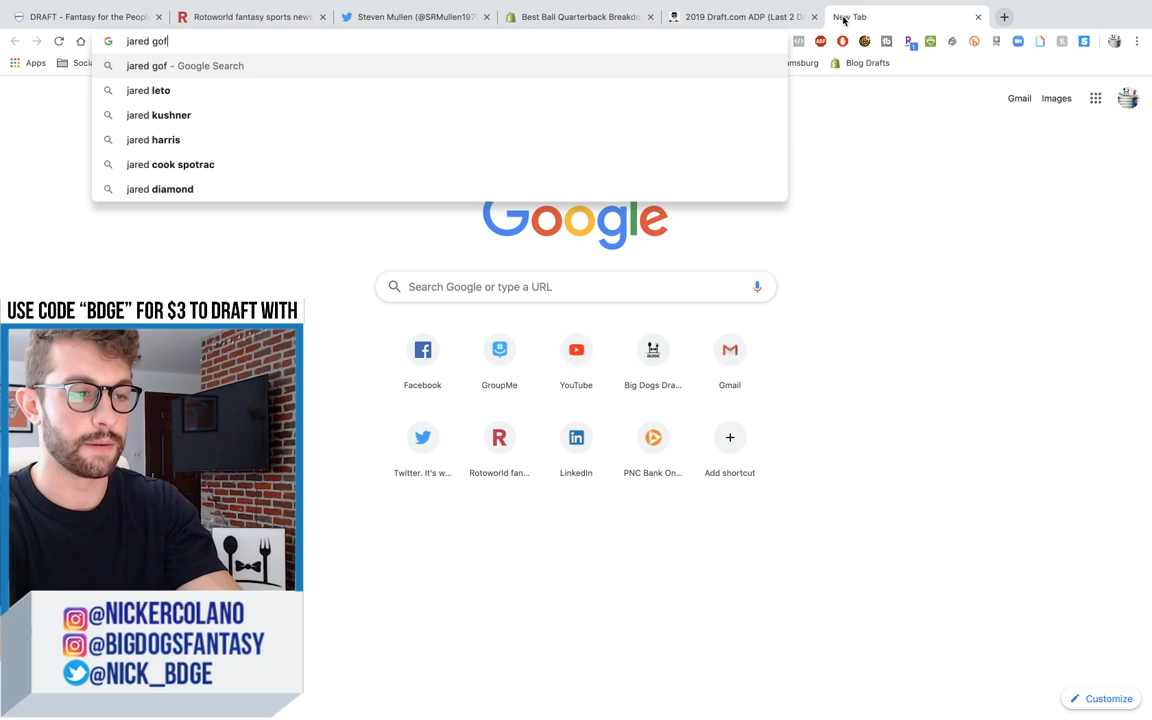 DRAFT - Fantasy for the Peopl
Rotoworld fantasy sports news
Steven Mullen (@SRMullen197
Best Ball Quarterback Breakdo
2019 Draft.com ADP (Last 2 D
New Tab
jared gof
Apps
Socia
msburg
Blog Drafts
jared gof - Google Search
jared leto
jared kushner
jared harris
jared cook spotrac
jared diamond
Gmail
Images
Google
Search Google or type a URL
Facebook
GroupMe
YouTube
Big Dogs Dra...
Gmail
Twitter. It's w...
Rotoworld fan...
LinkedIn
PNC Bank On...
Add shortcut
USE CODE “BDGE” FOR $3 TO DRAFT WITH
@NICKERCOLANO
@BIGDOGSFANTASY
@NICK_BDGE
Customize